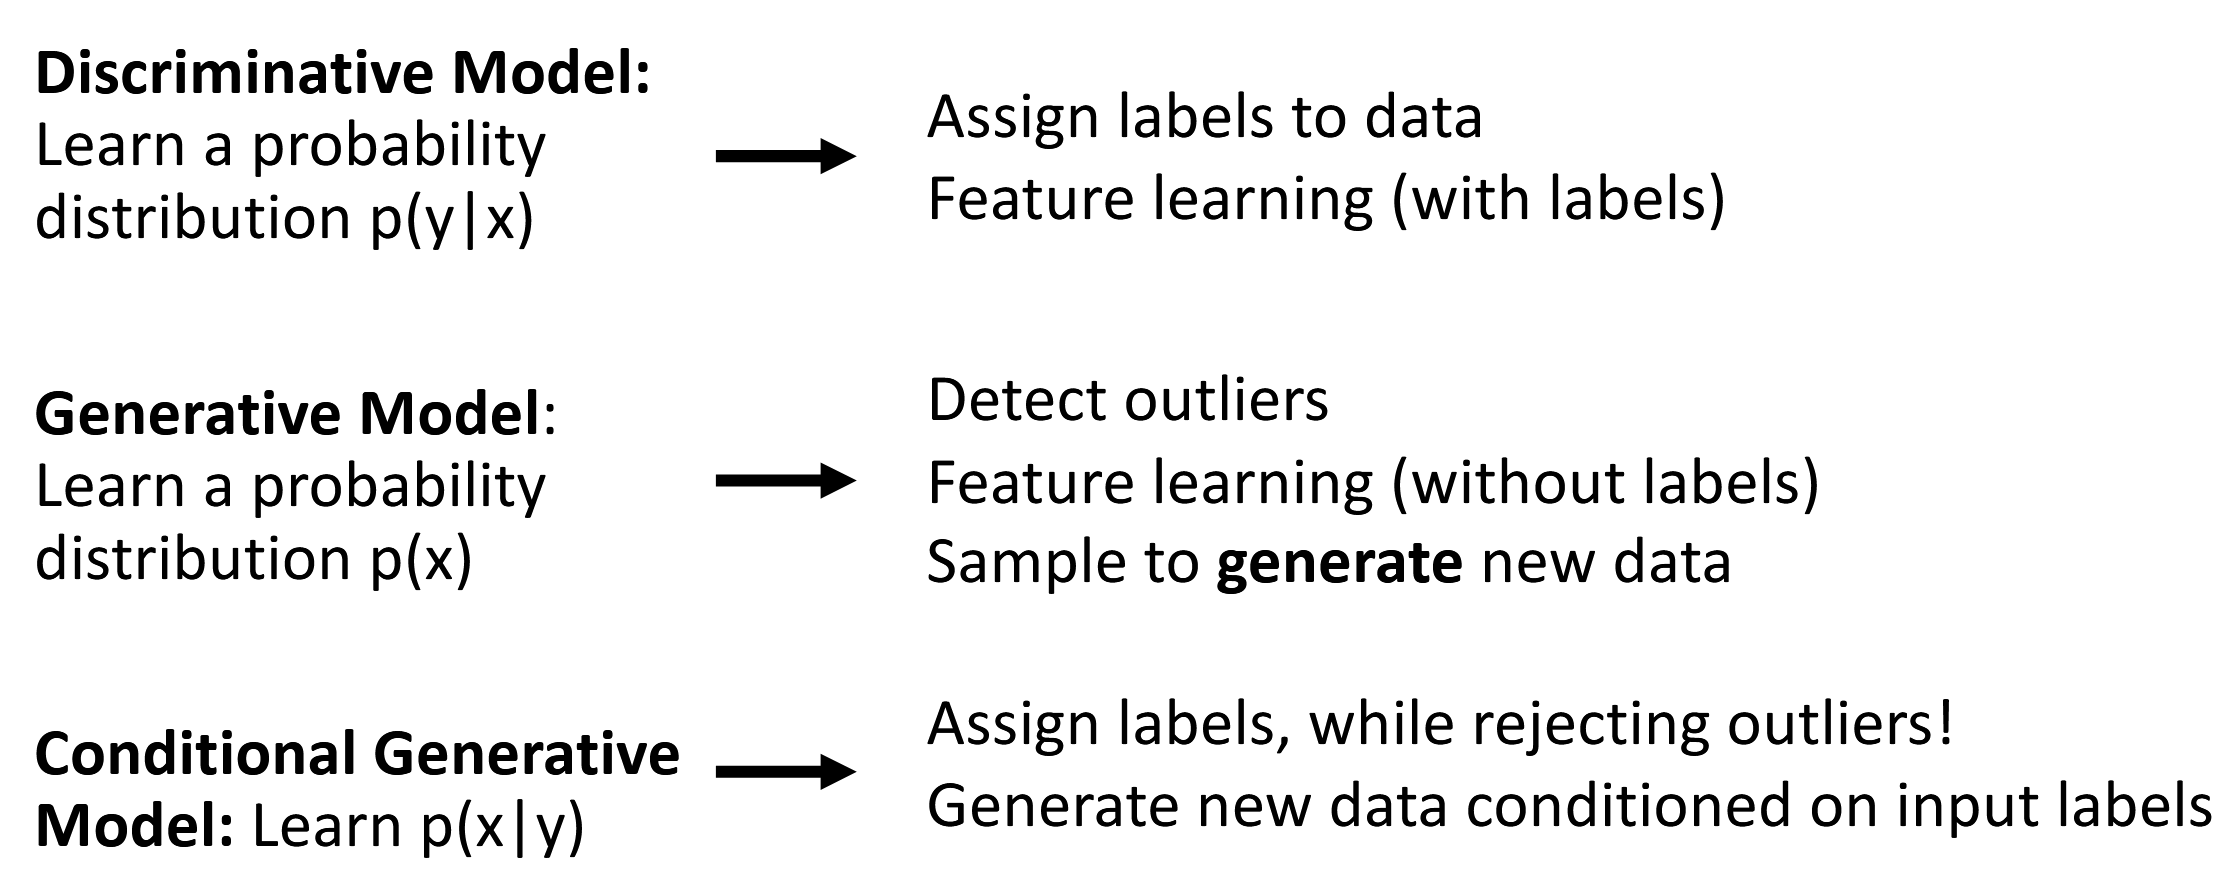 Discriminative Model:
Learn a probability
distribution p(y|x)
Assign labels to data
Feature learning (with labels)
Generative Model:
Learn a probability
distribution p(x)
Detect outliers
Feature learning (without labels)
Sample to generate new data
Conditional Generative
Model: Learn p(x|y)
Assign labels, while rejecting outliers!
Generate new data conditioned on input labels